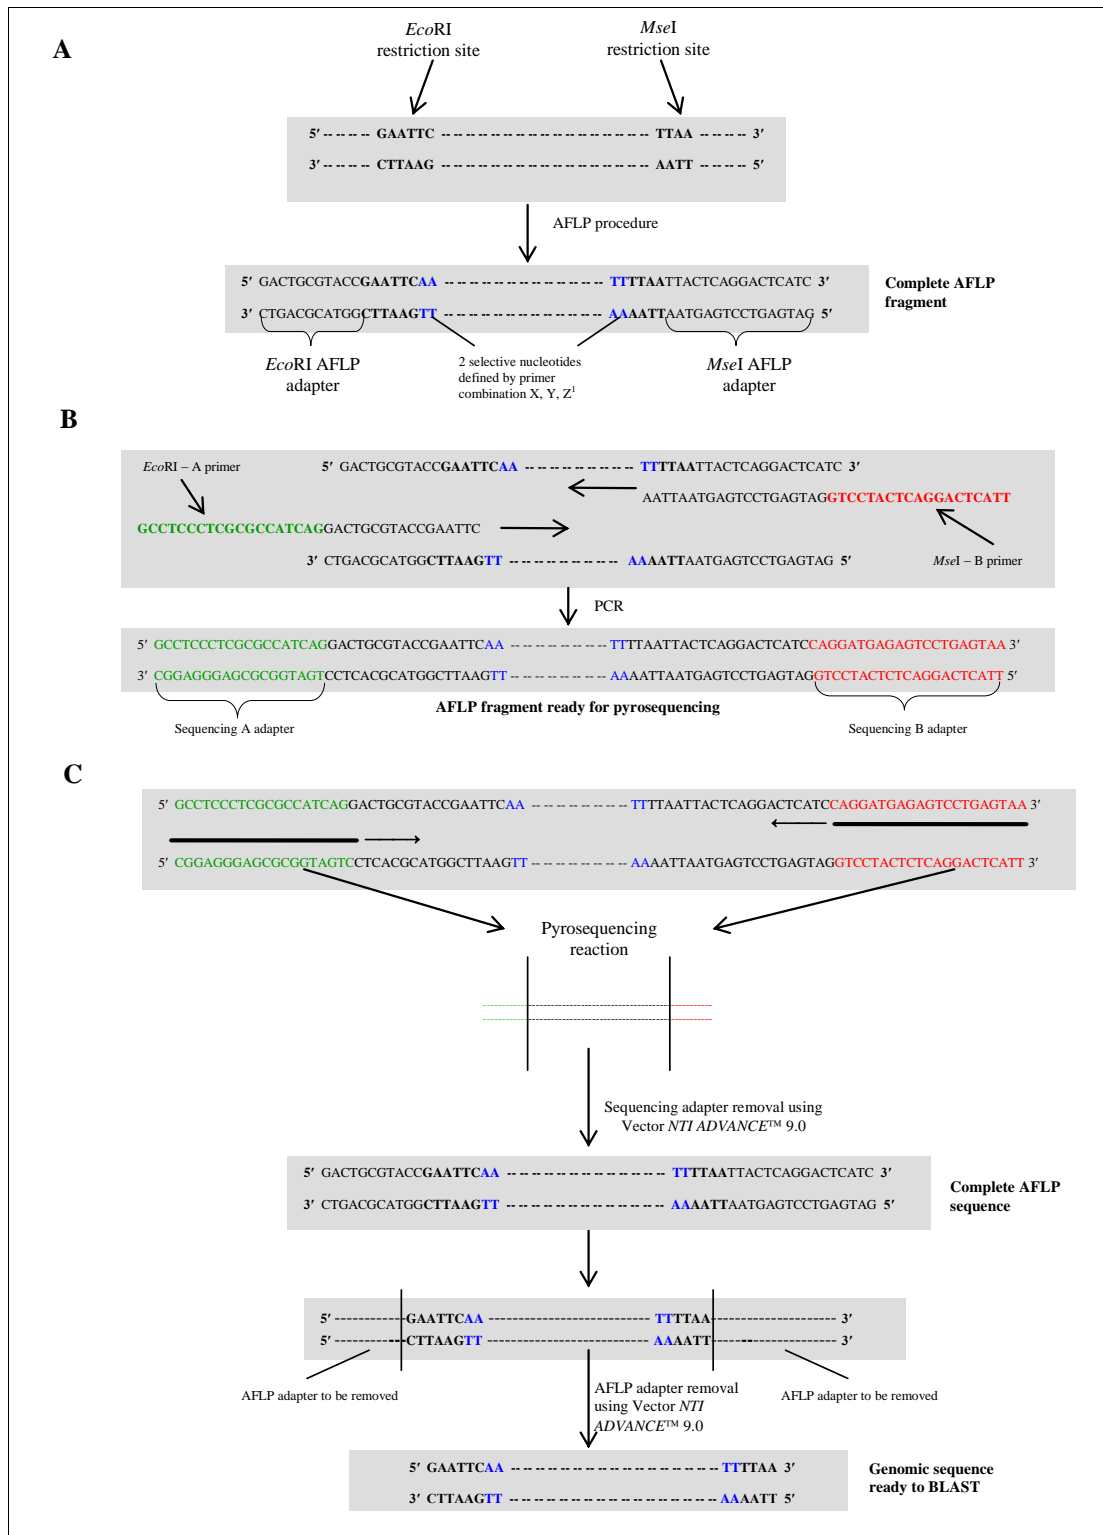 A
EcoRI
restriction site
MseI
restriction site
5′ -- -- -- -- GAATTC -- -- -- -- -- -- -- -- -- -- -- -- -- -- -- -- TTAA -- -- -- -- 3′
3′ -- -- -- -- CTTAAG -- -- -- -- -- -- -- -- -- -- -- -- -- -- -- -- AATT -- -- -- -- 5′
AFLP procedure
5′ GACTGCGTACCGAATTCAA -- -- -- -- -- -- -- -- -- -- -- TTTTAATTACTCAGGACTCATC 3′
3′ CTGACGCATGGCTTAAGTT -- -- -- -- -- -- -- -- -- -- -- AAAATTAATGAGTCCTGAGTAG 5′
Complete AFLP
fragment
EcoRI AFLP
adapter
2 selective nucleotides
defined by primer
combination X, Y, Z¹
MseI AFLP
adapter
B
EcoRI – A primer
5′ GACTGCGTACCGAATTCAA -- -- -- -- -- -- -- -- -- TTTTAATTACTCAGGACTCATC 3′
AATTAATGAGTCCTGAGTAGGTCCTACTCAGGACTCATT
GCCTCCCTCGCGCCATCAGGACTGCGTACCGAATTC
3′ CTGACGCATGGCTTAAGTT -- -- -- -- -- -- -- -- -- AAAATTAATGAGTCCTGAGTAG 5′
MseI – B primer
PCR
5′ GCCTCCCTCGCGCCATCAGGACTGCGTACCGAATTCAA -- -- -- -- -- -- -- -- TTTTAATTACTCAGGACTCATCCAGGATGAGAGTCCTGAGTAA 3′
3′ CGGAGGGAGCGCGGTAGTCCTCACGCATGGCTTAAGTT -- -- -- -- -- -- -- -- AAAATTAATGAGTCCTGAGTAGGTCCTACTCTCAGGACTCATT 5′
AFLP fragment ready for pyrosequencing
Sequencing A adapter
Sequencing B adapter
C
5′ GCCTCCCTCGCGCCATCAGGACTGCGTACCGAATTCAA -- -- -- -- -- -- -- -- TTTTAATTACTCAGGACTCATCCAGGATGAGAGTCCTGAGTAA 3′
5′ CGGAGGGAGCGCGGTAGTCCTCACGCATGGCTTAAGTT -- -- -- -- -- -- -- -- AAAATTAATGAGTCCTGAGTAGGTCCTACTCTCAGGACTCATT 3′
Pyrosequencing
reaction
Sequencing adapter removal using
Vector NTI ADVANCE™ 9.0
5′ GACTGCGTACCGAATTCAA -- -- -- -- -- -- -- -- -- -- -- TTTTAATTACTCAGGACTCATC 3′
3′ CTGACGCATGGCTTAAGTT -- -- -- -- -- -- -- -- -- -- -- AAAATTAATGAGTCCTGAGTAG 5′
Complete AFLP
sequence
5′ --------------GAATTCAA--------------------------------TTTTAA------------------------ 3′
5′ --------------CTTAAGTT--------------------------------AAAATT------------------------ 3′
AFLP adapter to be removed
AFLP adapter removal
using Vector NTI
ADVANCE™ 9.0
AFLP adapter to be removed
5′ GAATTCAA -- -- -- -- -- -- -- -- -- -- -- -- -- -- TTTTAA 3′
3′ CTTAAGTT -- -- -- -- -- -- -- -- -- -- -- -- -- -- AAAATT 5′
Genomic sequence
ready to BLAST